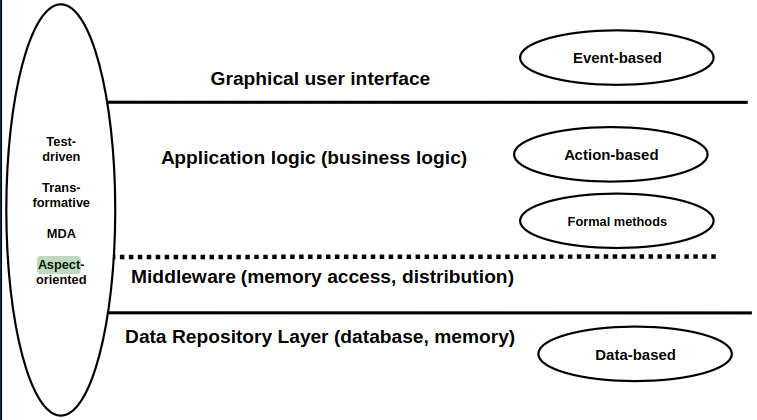 Event-based
Graphical user interface
Test-
driven
Trans-
formative
MDA
Aspect-
oriented
Application logic (business logic)
Action-based
Formal methods
Middleware (memory access, distribution)
Data Repository Layer (database, memory)
Data-based